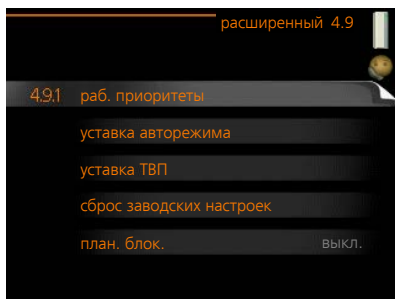 расширенный 4.9
4.9.1 раб. приоритеты
уставка авторежима
уставка ТВП
сброс заводских настроек
план. блок. выкл.